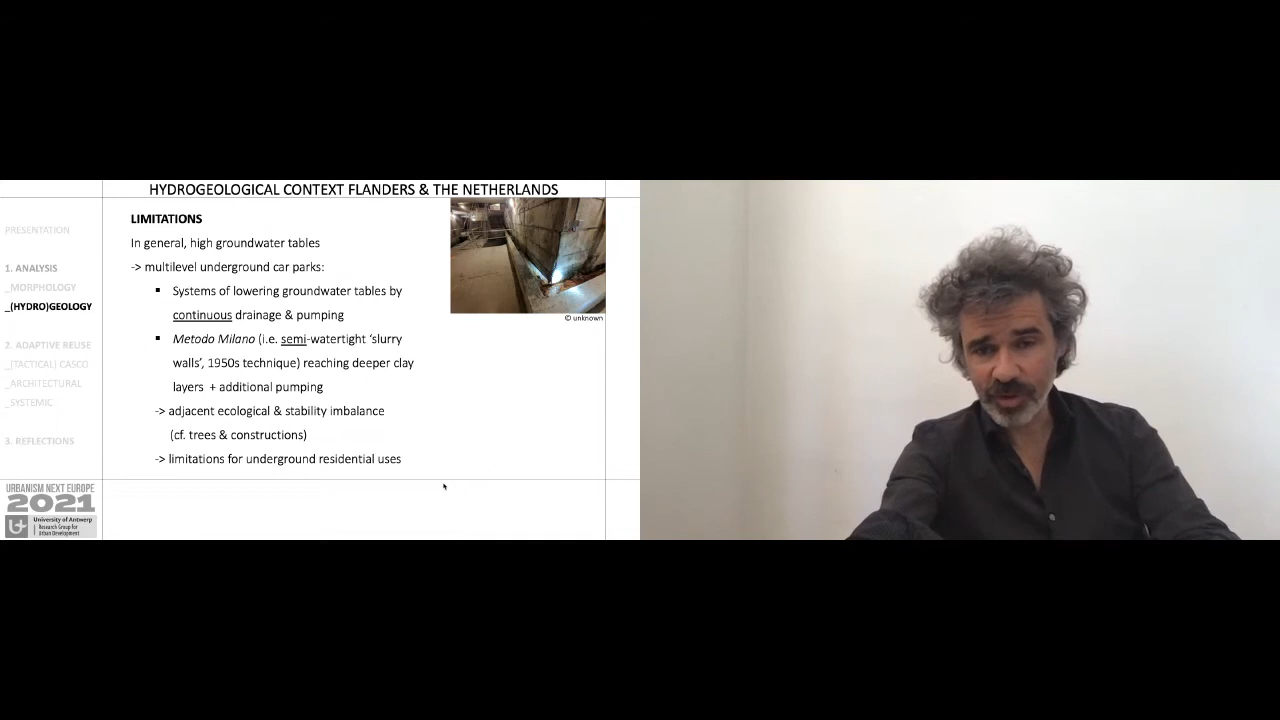 HYDROGEOLOGICAL CONTEXT FLANDERS & THE NETHERLANDS
PRESENTATION
1. ANALYSIS
_MORPHOLOGY
_(HYDRO)GEOLOGY
2. ADAPTIVE REUSE
_(TACTICAL) CASCO
_ARCHITECTURAL
_SYSTEMIC
3. REFLECTIONS
LIMITATIONS
In general, high groundwater tables
-> multilevel underground car parks:
▪ Systems of lowering groundwater tables by
continuous drainage & pumping
▪ Metodo Milano (i.e. semi-watertight ‘slurry
walls’, 1950s technique) reaching deeper clay
layers + additional pumping
-> adjacent ecological & stability imbalance
(cf. trees & constructions)
-> limitations for underground residential uses
© unknown
URBANISM NEXT EUROPE
2021
University of Antwerp
Research Group for
Urban Development